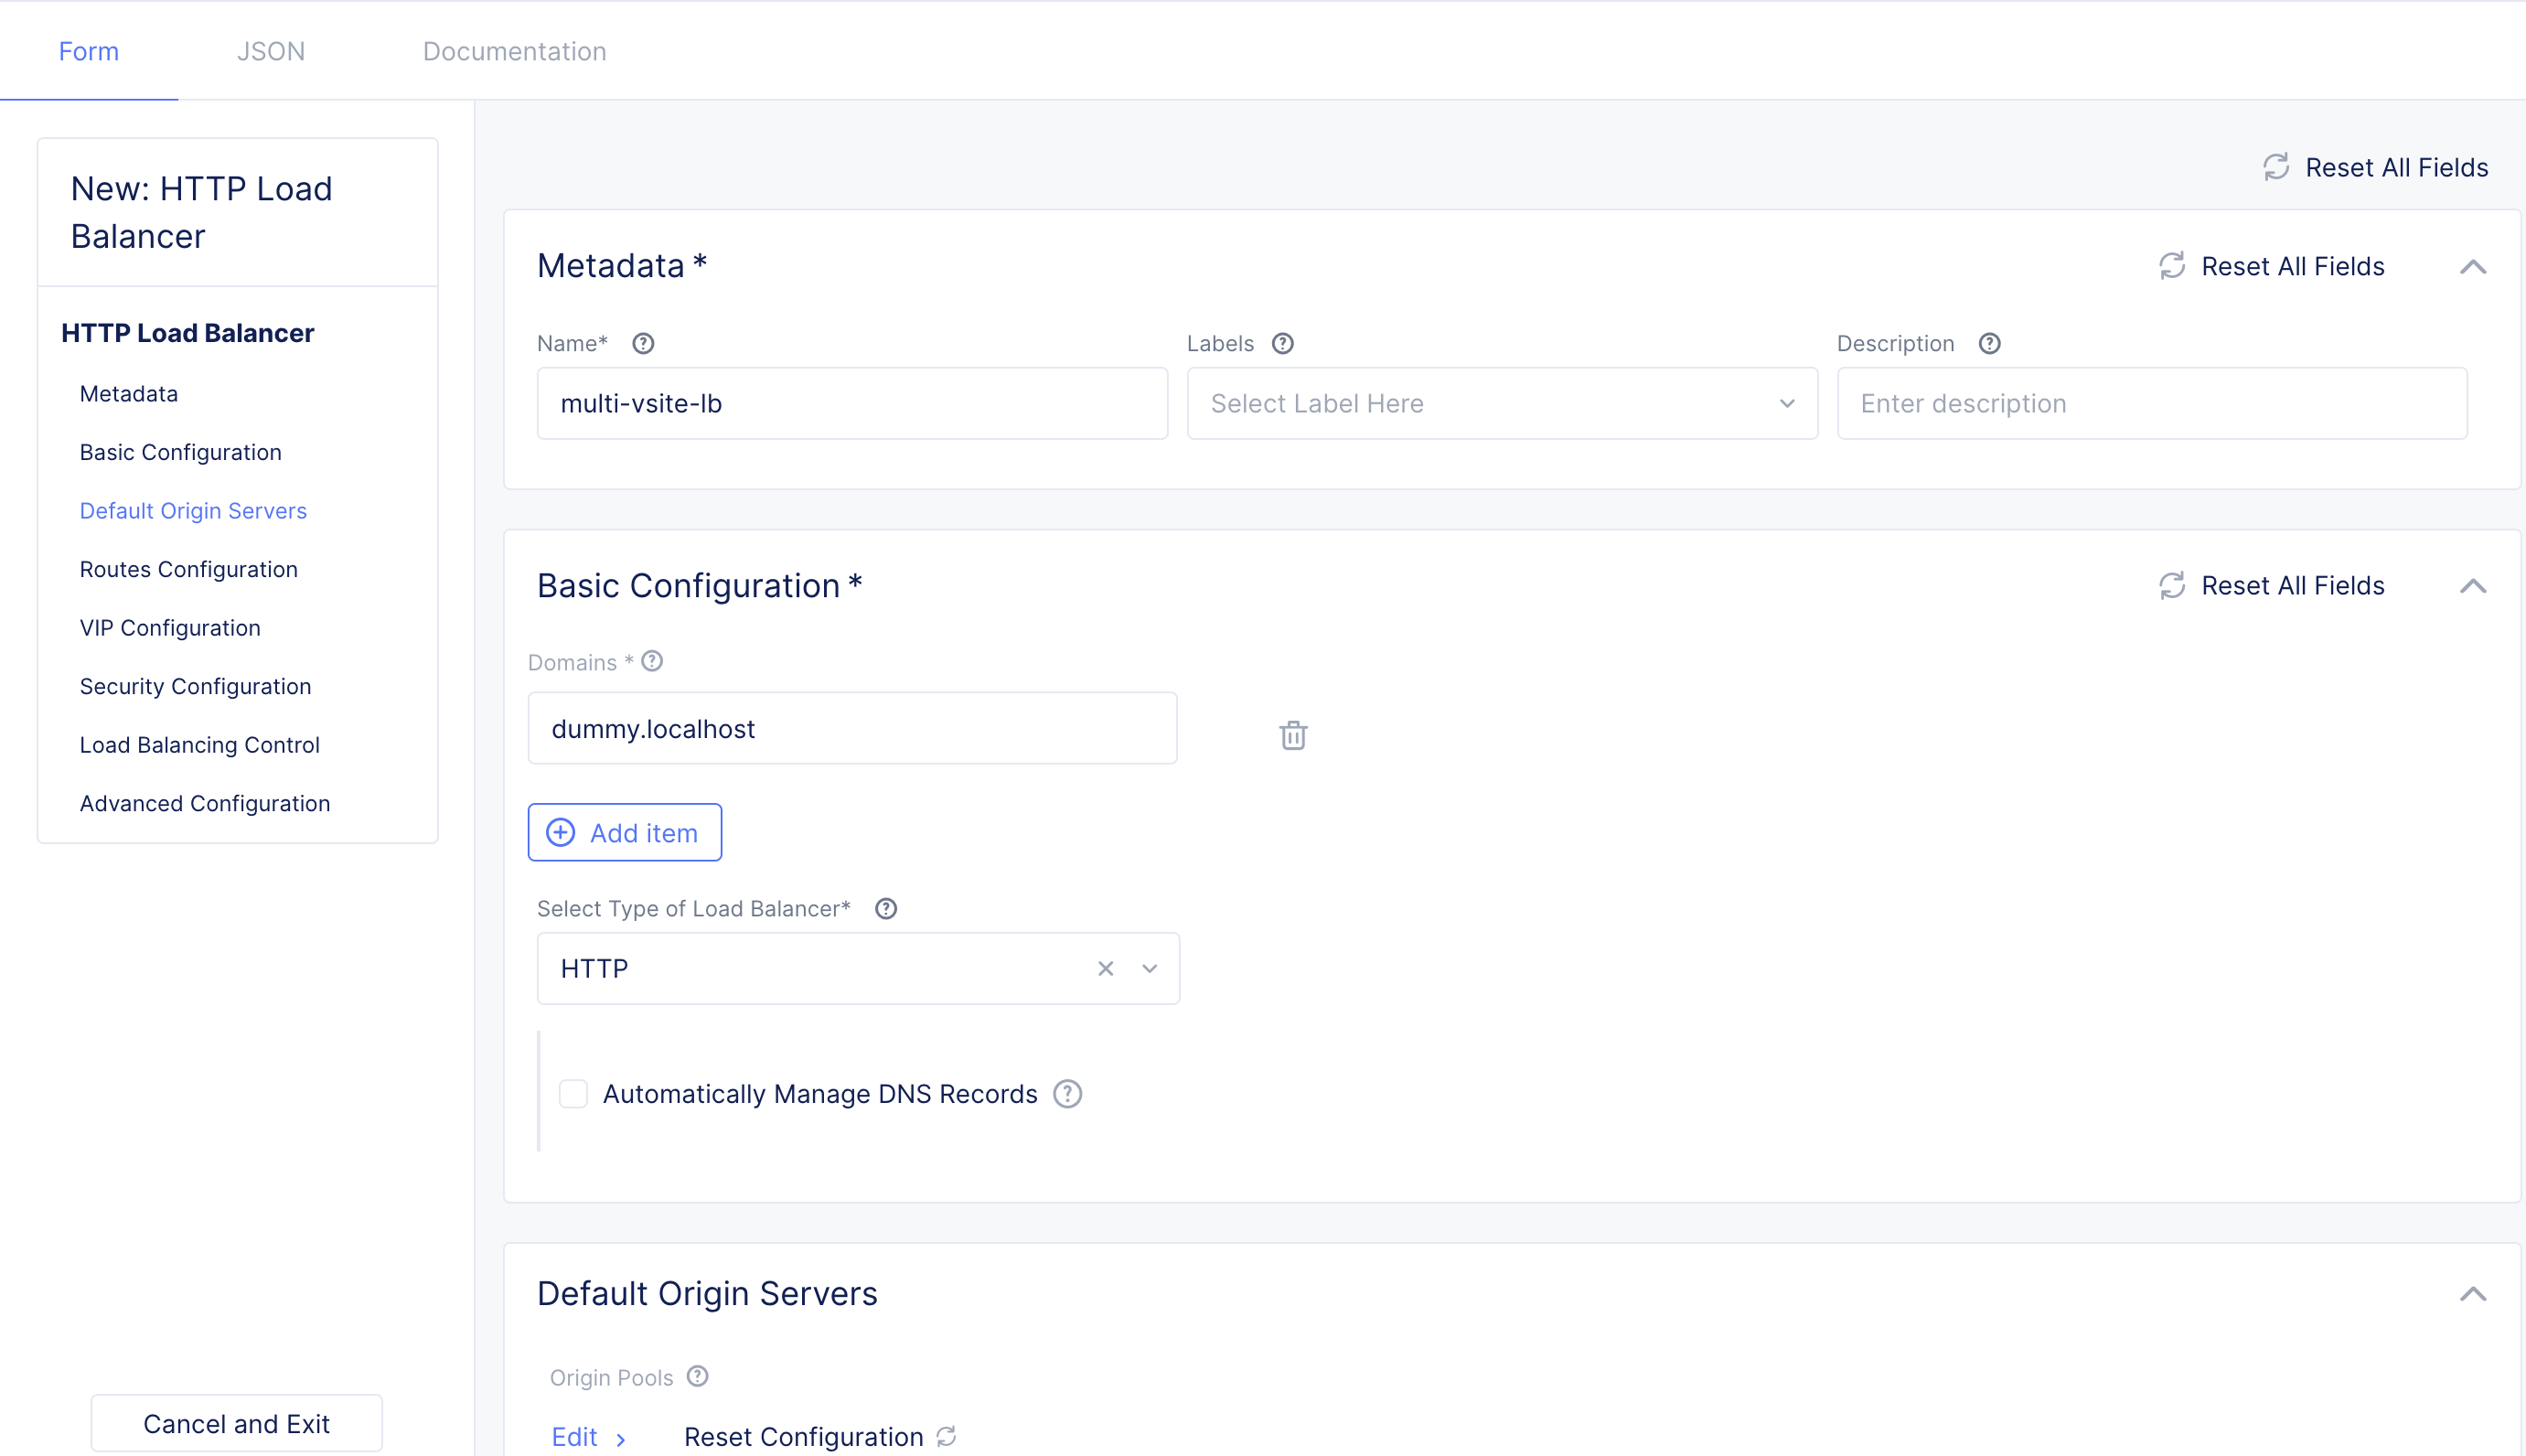 Form
JSON
Documentation
New: HTTP Load
Balancer
HTTP Load Balancer
Metadata
Basic Configuration
Default Origin Servers
Routes Configuration
VIP Configuration
Security Configuration
Load Balancing Control
Advanced Configuration
Cancel and Exit
Reset All Fields
Metadata *
Reset All Fields
Name*
Labels
Description
multi-vsite-lb
Select Label Here
Enter description
Basic Configuration *
Reset All Fields
Domains *
dummy.localhost
Add item
Select Type of Load Balancer*
HTTP
Automatically Manage DNS Records
Default Origin Servers
Origin Pools
Edit
Reset Configuration